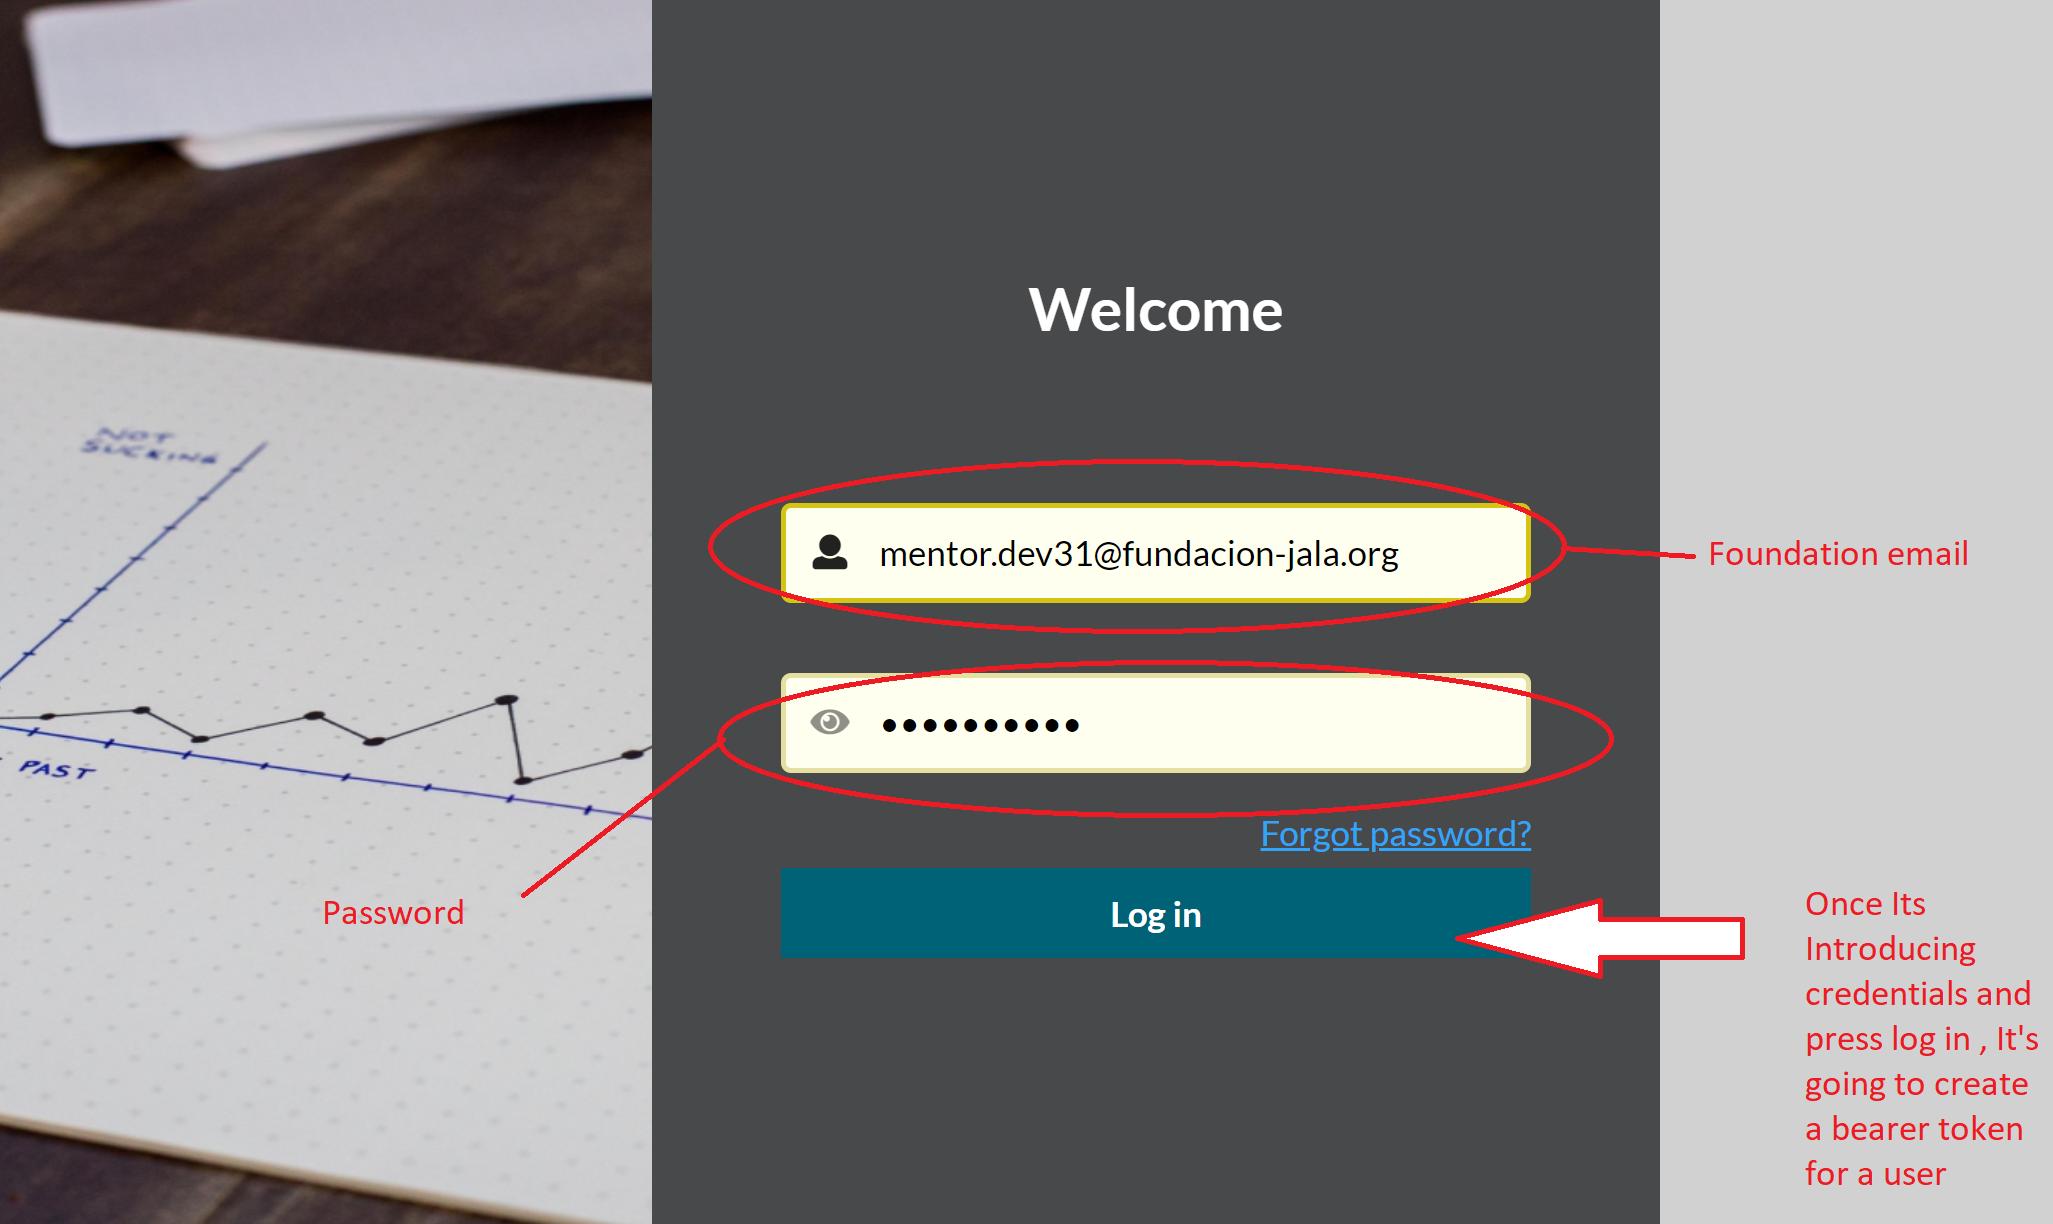 NOT
SUCKING
PAST
Welcome
mentor.dev31@fundacion-jala.org
Foundation email
••••••••••
Forgot password?
Password
Log in
Once Its
Introducing
credentials and
press log in , It's
going to create
a bearer token
for a user